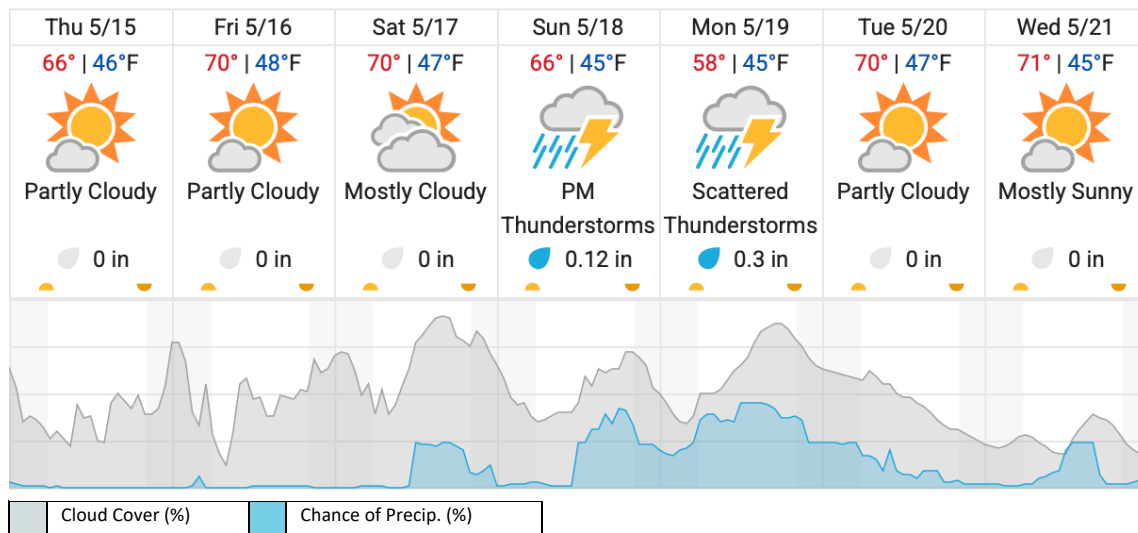 Thu 5/15
66° | 46°F
Partly Cloudy
0 in
Fri 5/16
70° | 48°F
Partly Cloudy
0 in
Sat 5/17
70° | 47°F
Mostly Cloudy
0 in
Sun 5/18
66° | 45°F
PM
Thunderstorms
0.12 in
Mon 5/19
58° | 45°F
Scattered
Thunderstorms
0.3 in
Tue 5/20
70° | 47°F
Partly Cloudy
0 in
Wed 5/21
71° | 45°F
Mostly Sunny
0 in
Cloud Cover (%)
Chance of Precip. (%)